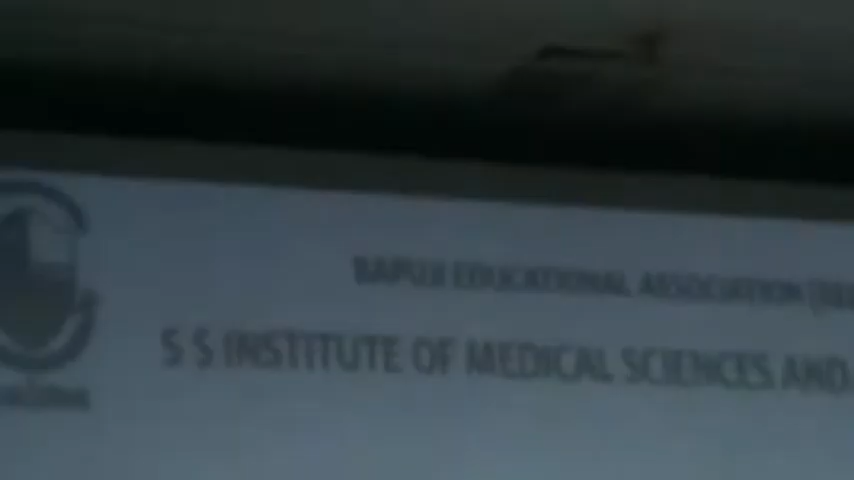 BAPUJI EDUCATIONAL ASSOCIATION
S S INSTITUTE OF MEDICAL SCIENCES AND